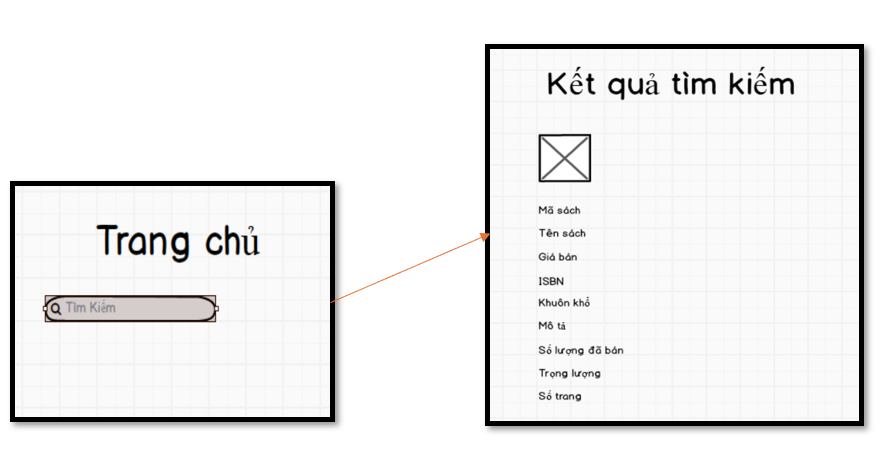 Trang chủ
Tìm Kiếm
Kết quả tìm kiếm
Mã sách
Tên sách
Giá bán
ISBN
Khuôn khổ
Mô tả
Số lượng đã bán
Trọng lượng
Số trang